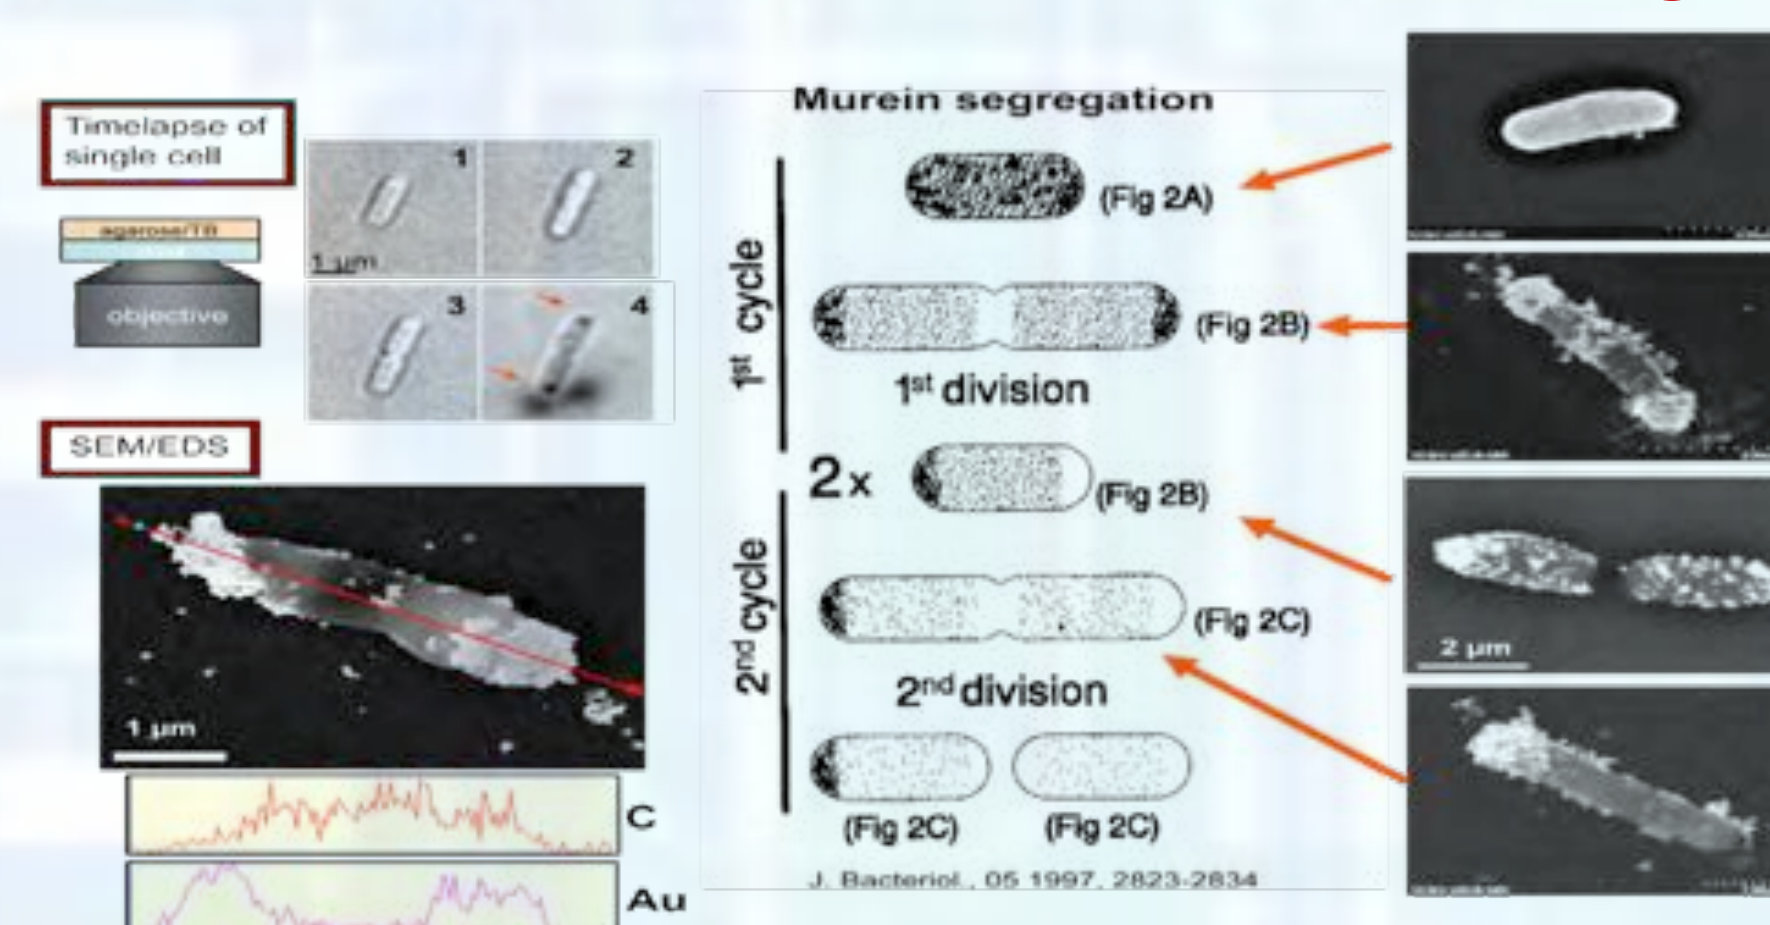 Timelapse of
single cell
1
2
1 µm
3
4
agarose/TB
objective
SEM/EDS
1 µm
C
Au
Murein segregation
1st cycle
(Fig 2A)
(Fig 2B)
1st division
2x
(Fig 2B)
2nd cycle
(Fig 2C)
2nd division
(Fig 2C)
(Fig 2C)
J. Bacteriol., 05 1997, 2823-2834
2 µm